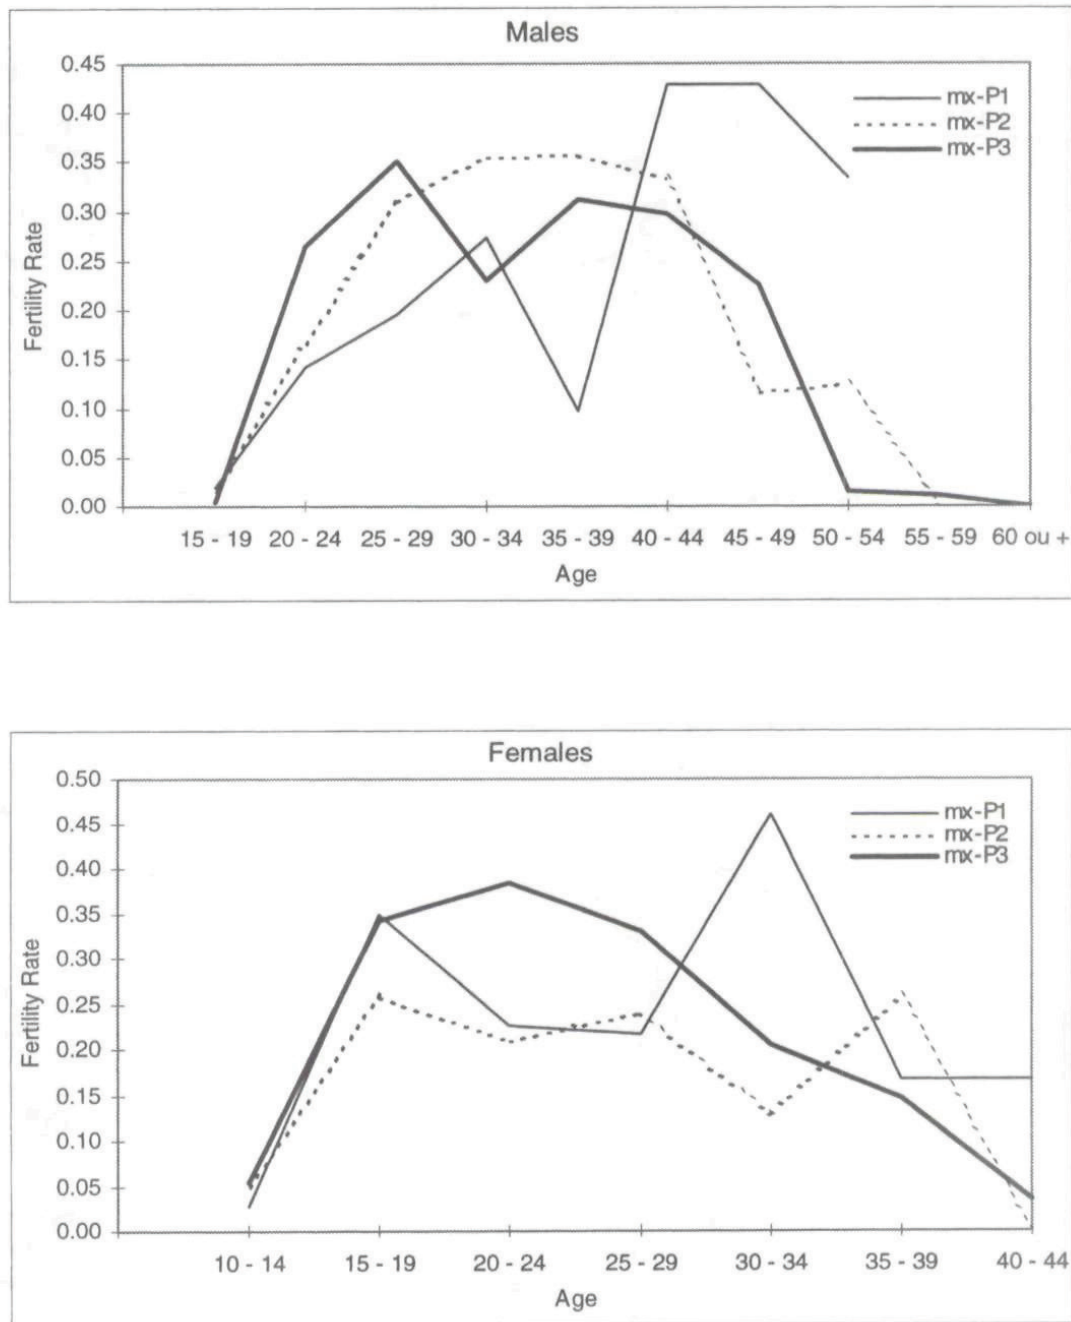 Males
0.45
0.40
0.35
0.30
0.25
0.20
0.15
0.10
0.05
0.00
Fertility Rate
mx-P1
mx-P2
mx-P3
15 - 19 20 - 24 25 - 29 30 - 34 35 - 39 40 - 44 45 - 49 50 - 54 55 - 59 60 ou +
Age
Females
0.50
0.45
0.40
0.35
0.30
0.25
0.20
0.15
0.10
0.05
0.00
Fertility Rate
mx-P1
mx-P2
mx-P3
10 - 14 15 - 19 20 - 24 25 - 29 30 - 34 35 - 39 40 - 44
Age